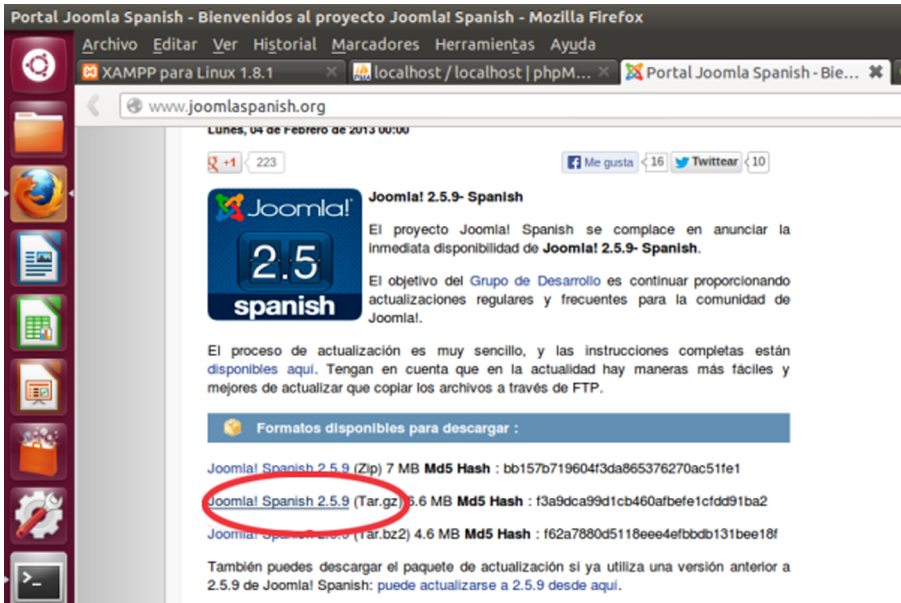 Portal Joomla Spanish - Bienvenidos al proyecto Joomla! Spanish - Mozilla Firefox
Archivo Editar Ver Historial Marcadores Herramientas Ayuda
XAMPP para Linux 1.8.1
localhost / localhost | phpM...
Portal Joomla Spanish - Bie...
www.joomlaspanish.org
Lunes, 04 de Febrero de 2013 00:00
+1 223
Me gusta 16 Twittear 10
Joomla!
2.5
spanish
Joomla! 2.5.9- Spanish
El proyecto Joomla! Spanish se complace en anunciar la
inmediata disponibilidad de Joomla! 2.5.9- Spanish.
El objetivo del Grupo de Desarrollo es continuar proporcionando
actualizaciones regulares y frecuentes para la comunidad de
Joomla!.
El proceso de actualización es muy sencillo, y las instrucciones completas están
disponibles aquí. Tengan en cuenta que en la actualidad hay maneras más fáciles y
mejores de actualizar que copiar los archivos a través de FTP.
Formatos disponibles para descargar :
Joomla! Spanish 2.5.9 (Zip) 7 MB Md5 Hash : bb157b719604f3da865376270ac51fe1
Joomla! Spanish 2.5.9 (Tar.gz) 6.6 MB Md5 Hash : f3a9dca99d1cb460afbefe1cfdd91ba2
Joomla! Spanish 2.5.9 (Tar.bz2) 4.6 MB Md5 Hash : f62a7880d5118eee4efbbdb131bee18f
También puedes descargar el paquete de actualización si ya utiliza una versión anterior a
2.5.9 de Joomla! Spanish: puede actualizarse a 2.5.9 desde aquí.